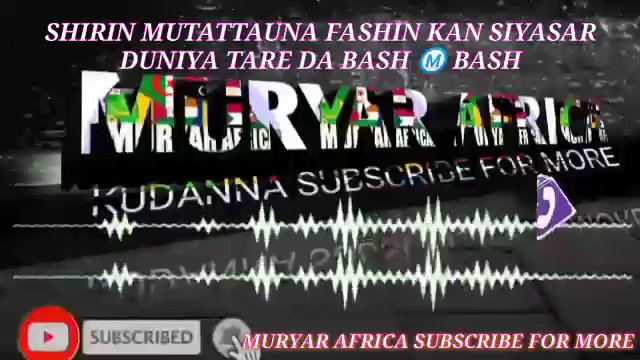 SHIRIN MUTATTAUNA FASHIN KAN SIYASAR
DUNIYA TARE DA BASH M BASH
MURYAR AFRICA
KUDANNA SUBSCRIBE FOR MORE
SUBSCRIBED
MURYAR AFRICA SUBSCRIBE FOR MORE